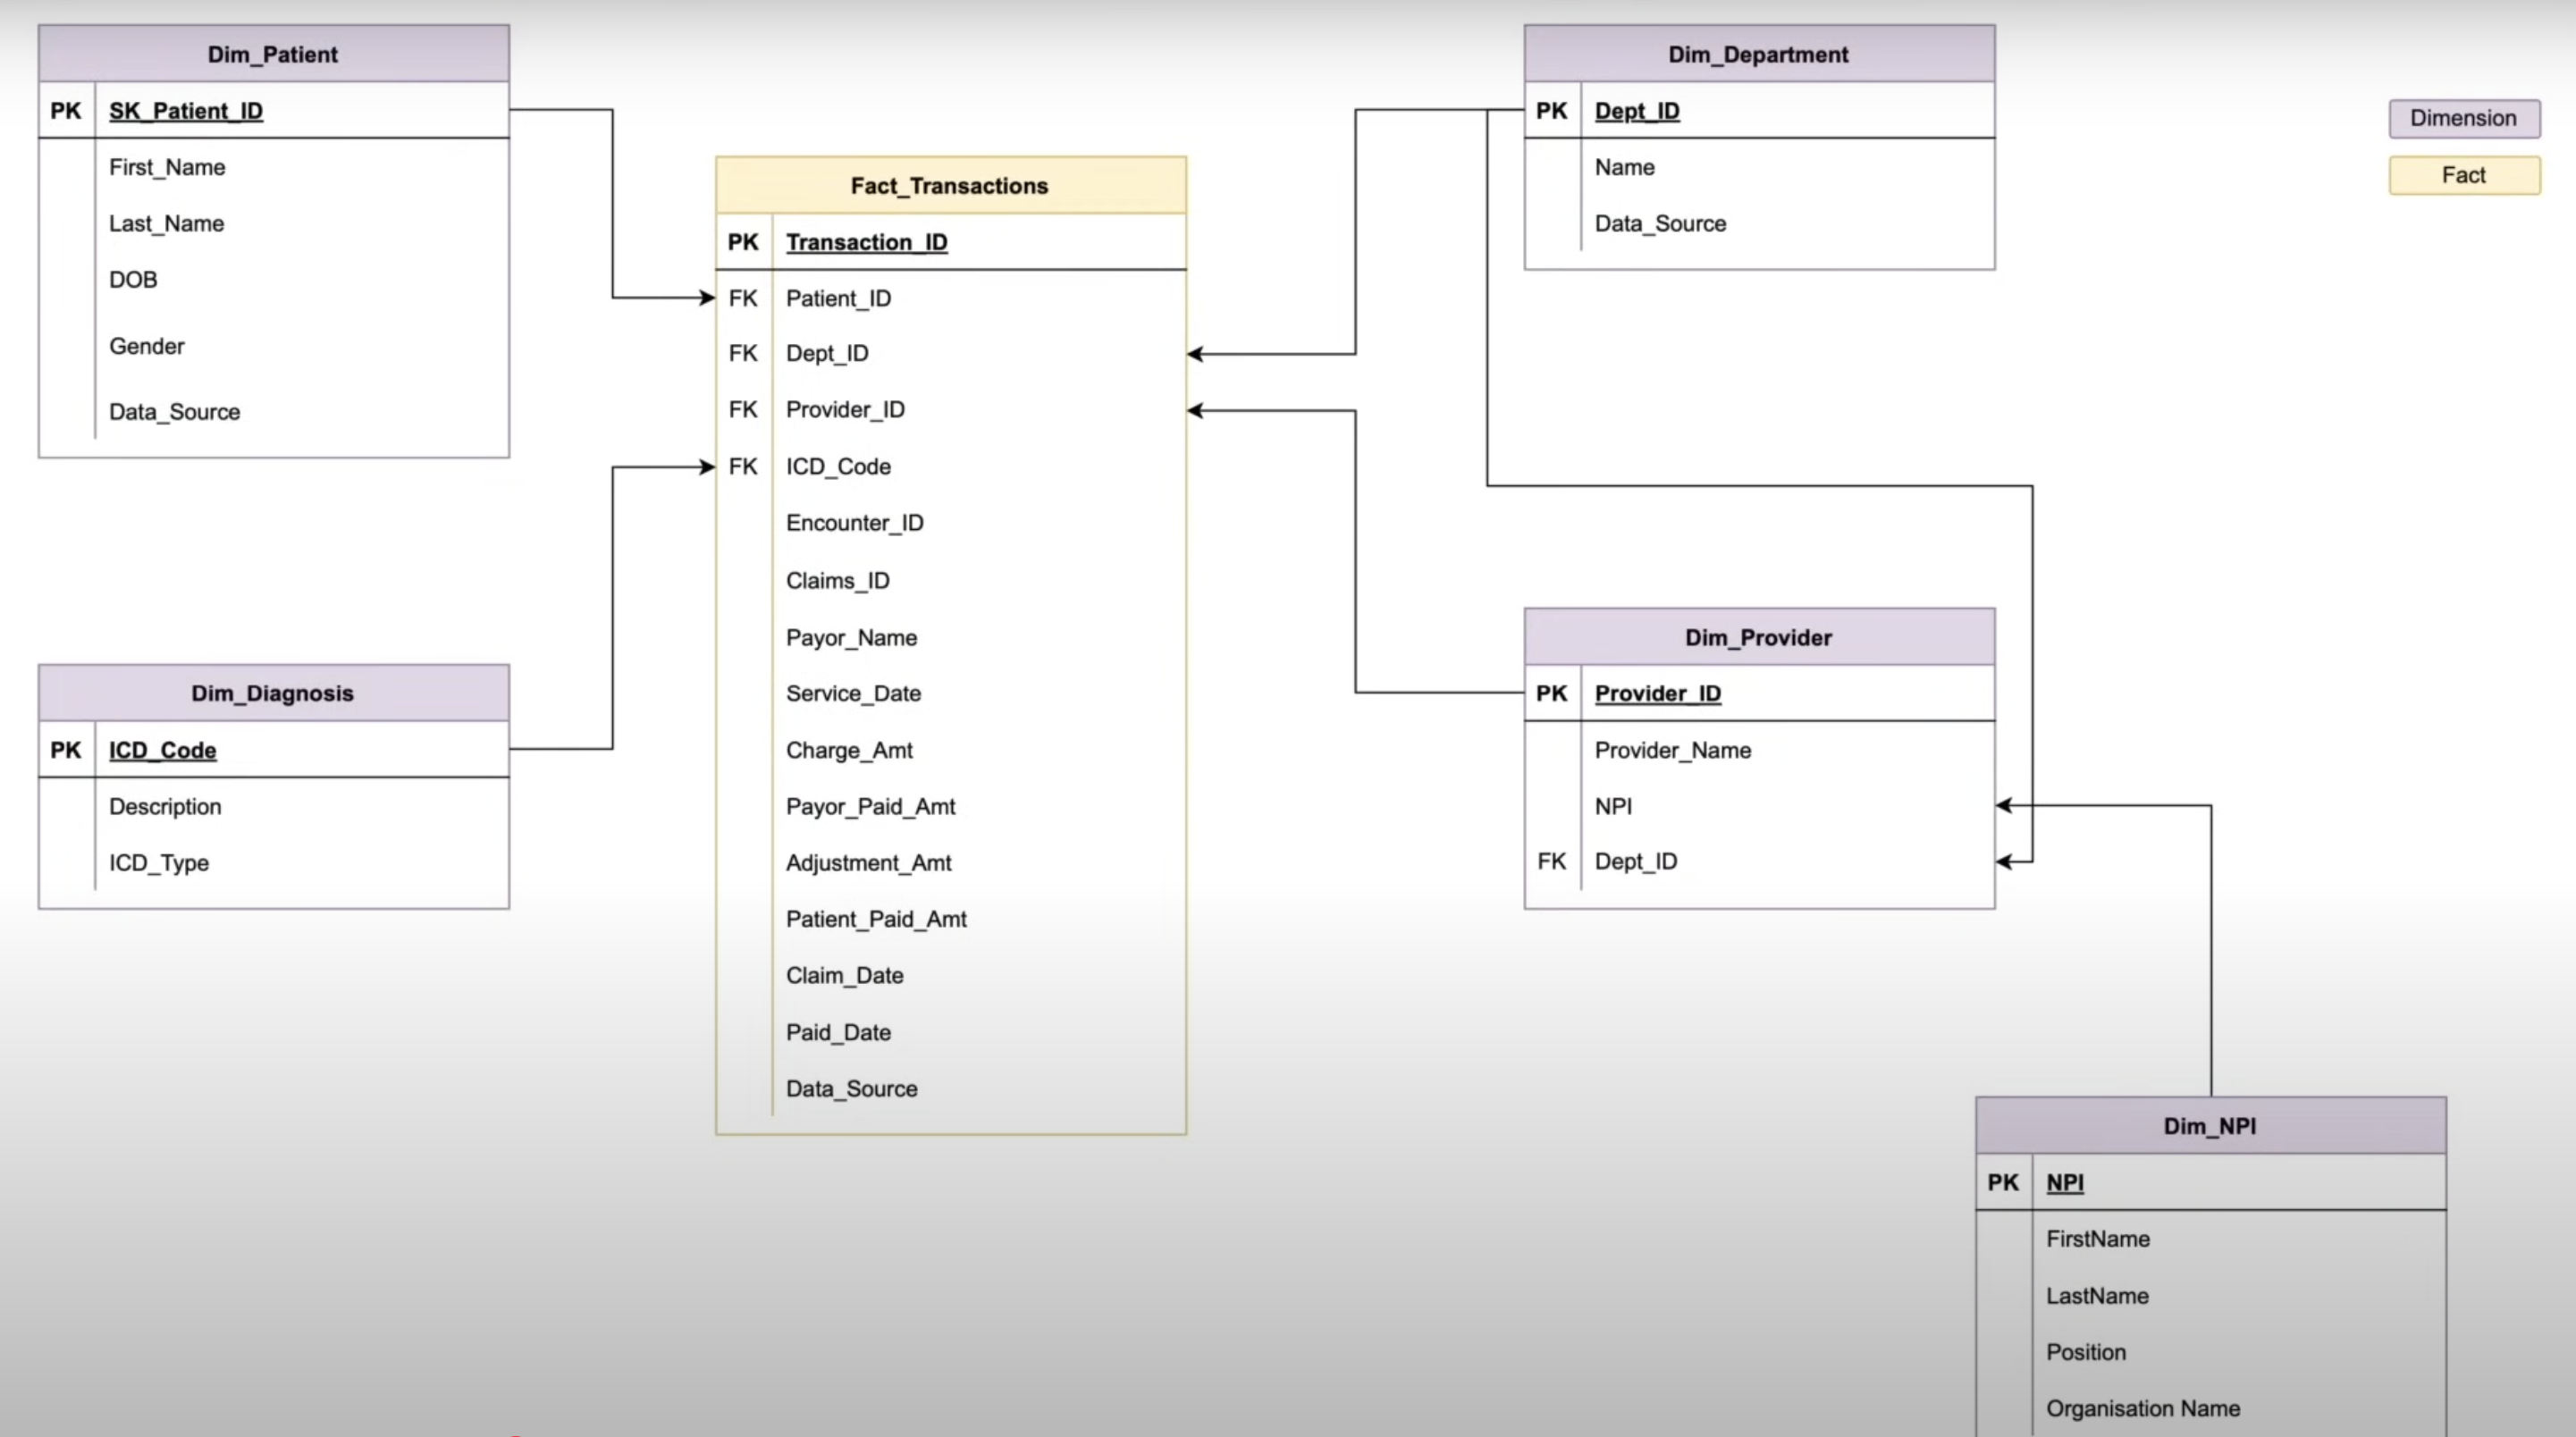 Dim_Patient
PK SK_Patient_ID
First_Name
Last_Name
DOB
Gender
Data_Source
Dim_Diagnosis
PK ICD_Code
Description
ICD_Type
Fact_Transactions
PK Transaction_ID
FK Patient_ID
FK Dept_ID
FK Provider_ID
FK ICD_Code
Encounter_ID
Claims_ID
Payor_Name
Service_Date
Charge_Amt
Payor_Paid_Amt
Adjustment_Amt
Patient_Paid_Amt
Claim_Date
Paid_Date
Data_Source
Dim_Department
PK Dept_ID
Name
Data_Source
Dim_Provider
PK Provider_ID
Provider_Name
NPI
FK Dept_ID
Dimension
Fact
Dim_NPI
PK NPI
FirstName
LastName
Position
Organisation Name